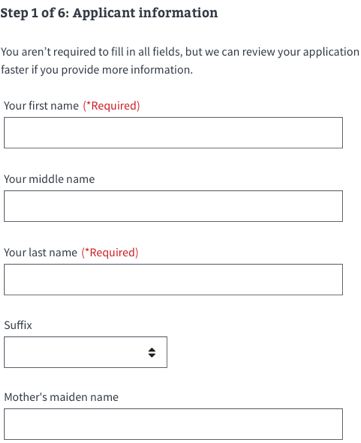 Step 1 of 6: Applicant information
You aren’t required to fill in all fields, but we can review your application
faster if you provide more information.
Your first name (*Required)
Your middle name
Your last name (*Required)
Suffix
Mother's maiden name